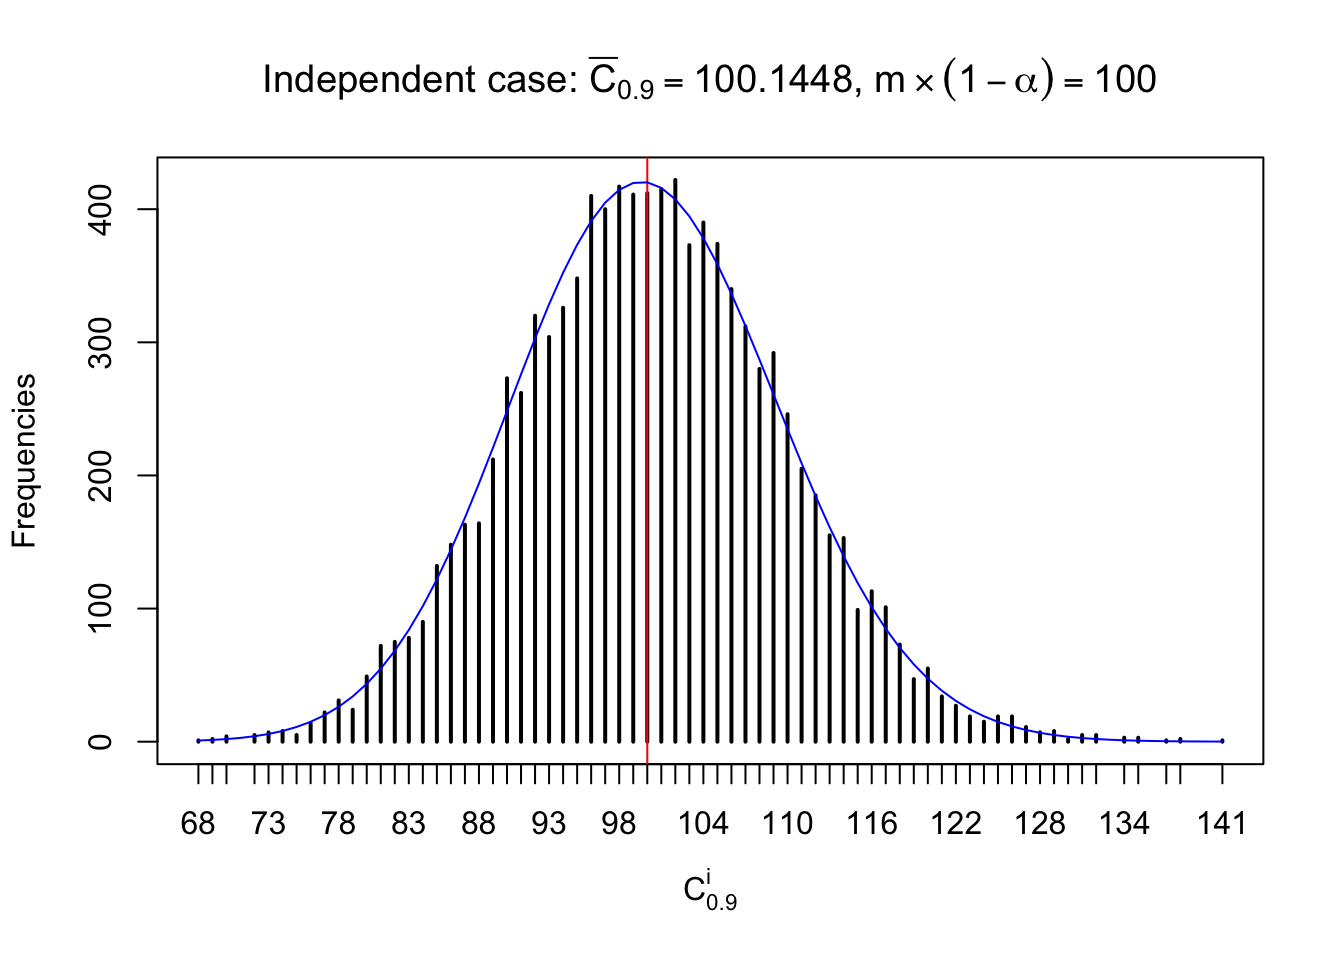 Independent case: C̅₀.₉ = 100.1448, m × (1 − α) = 100
Frequencies
400
300
200
100
0
68 73 78 83 88 93 98 104 110 116 122 128 134 141
Cⁱ₀.₉